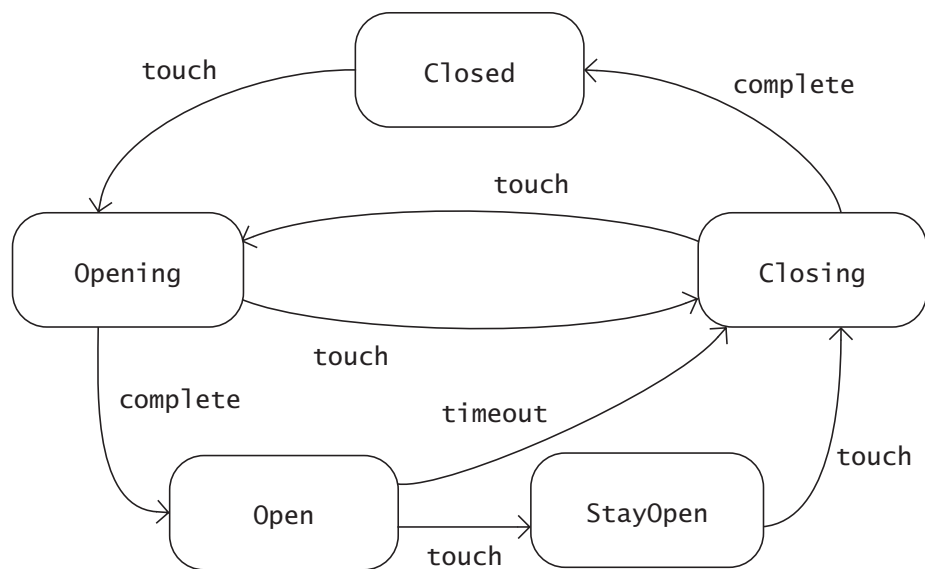 Closed
touch
complete
touch
Opening
Closing
touch
complete
timeout
touch
Open
StayOpen
touch